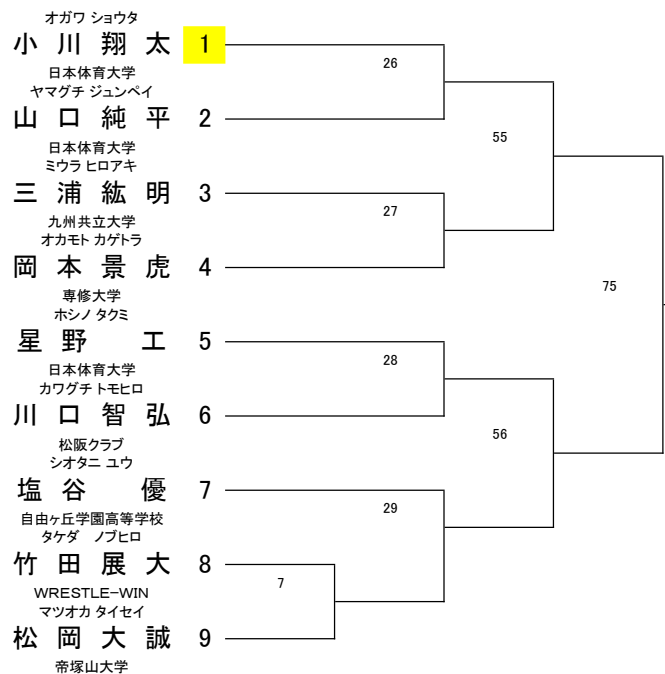 オガワ ショウタ
小 川 翔 太 1
日本体育大学
26
ヤマグチ ジュンペイ
山 口 純 平 2
日本体育大学
55
ミウラ ヒロアキ
三 浦 紘 明 3
九州共立大学
27
オカモト カゲトラ
岡 本 景 虎 4
専修大学
75
ホシノ タクミ
星 野 工 5
日本体育大学
28
カワグチ トモヒロ
川 口 智 弘 6
松阪クラブ
56
シオタニ ユウ
塩 谷 優 7
自由ヶ丘学園高等学校
29
タケダ ノブヒロ
竹 田 展 大 8
WRESTLE-WIN
7
マツオカ タイセイ
松 岡 大 誠 9
帝塚山大学